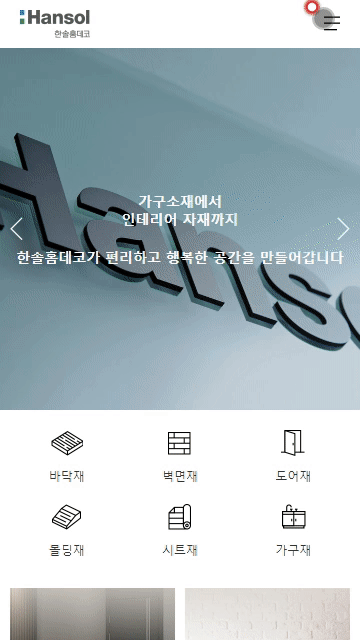 Hansol
한솔홈데코
가구소재에서
인테리어 자재까지
한솔홈데코가 편리하고 행복한 공간을 만들어갑니다
Hanso
바닥재
벽면재
도어재
몰딩재
시트재
가구재